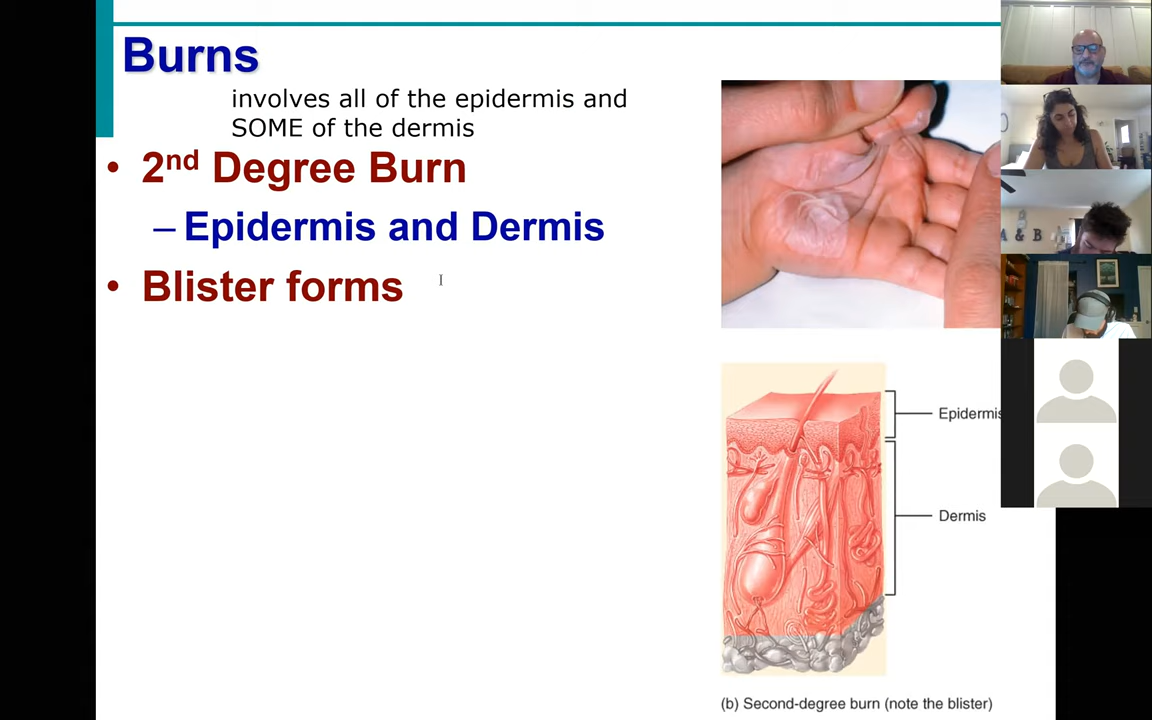 Burns
involves all of the epidermis and
SOME of the dermis
• 2nd Degree Burn
– Epidermis and Dermis
• Blister forms
Epidermis
Dermis
(b) Second-degree burn (note the blister)
A & B